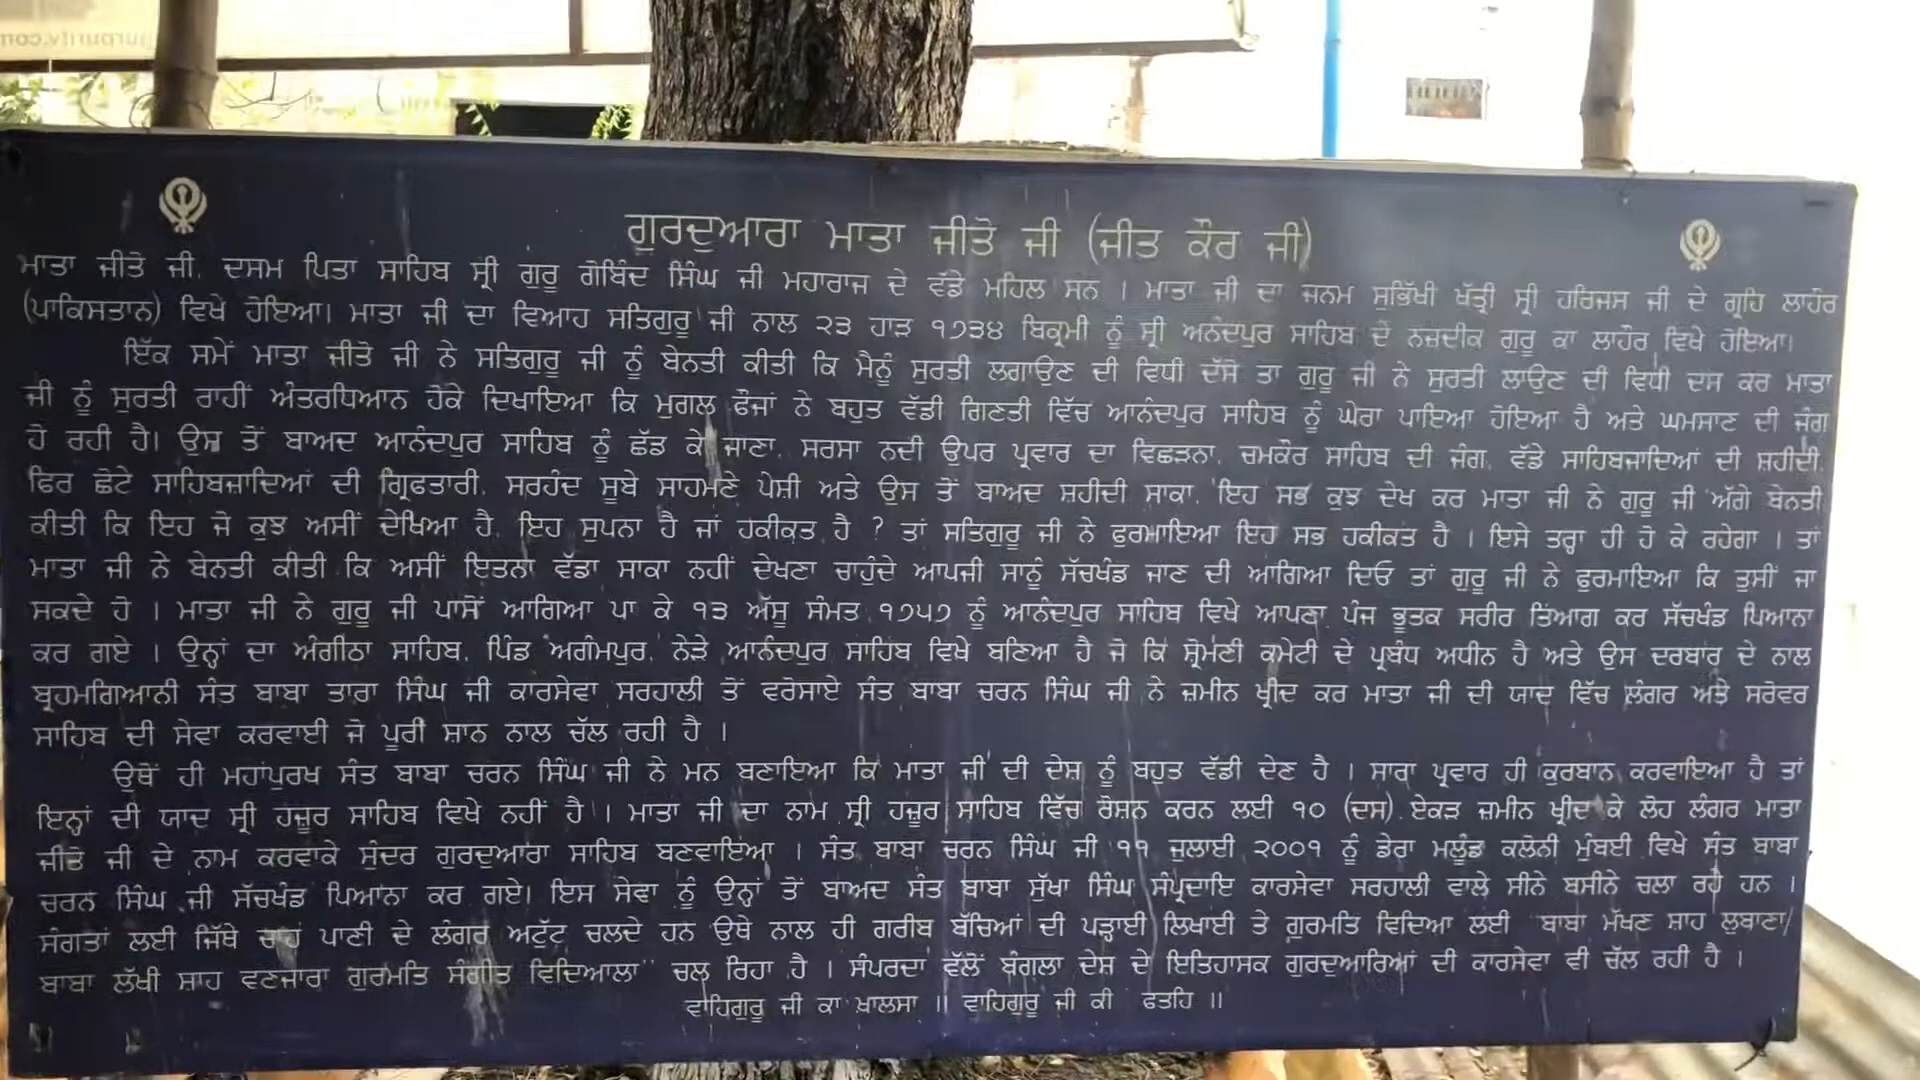 ਗੁਰਦੁਆਰਾ ਮਾਤਾ ਜੀਤੋ ਜੀ (ਜੀਤ ਕੌਰ ਜੀ)
ਮਾਤਾ ਜੀਤੋ ਜੀ, ਦਸਮ ਪਿਤਾ ਸਾਹਿਬ ਸ੍ਰੀ ਗੁਰੂ ਗੋਬਿੰਦ ਸਿੰਘ ਜੀ ਮਹਾਰਾਜ ਦੇ ਵੱਡੇ ਮਹਿਲ ਸਨ । ਮਾਤਾ ਜੀ ਦਾ ਜਨਮ ਸੁਭਿੱਖੀ ਖੱਤ੍ਰੀ ਸ੍ਰੀ ਹਰਿਜਸ ਜੀ ਦੇ ਗ੍ਰਹਿ ਲਾਹੌਰ
(ਪਾਕਿਸਤਾਨ) ਵਿਖੇ ਹੋਇਆ। ਮਾਤਾ ਜੀ ਦਾ ਵਿਆਹ ਸਤਿਗੁਰੂ ਜੀ ਨਾਲ ੨੩ ਹਾੜ ੧੭੩੪ ਬਿਕ੍ਰਮੀ ਨੂੰ ਸ੍ਰੀ ਅਨੰਦਪੁਰ ਸਾਹਿਬ ਦੇ ਨਜ਼ਦੀਕ ਗੁਰੂ ਕਾ ਲਾਹੌਰ ਵਿਖੇ ਹੋਇਆ।
ਇੱਕ ਸਮੇਂ ਮਾਤਾ ਜੀਤੋ ਜੀ ਨੇ ਸਤਿਗੁਰੂ ਜੀ ਨੂੰ ਬੇਨਤੀ ਕੀਤੀ ਕਿ ਮੈਨੂੰ ਸੁਰਤੀ ਲਗਾਉਣ ਦੀ ਵਿਧੀ ਦੱਸੋ ਤਾ ਗੁਰੂ ਜੀ ਨੇ ਸੁਰਤੀ ਲਾਉਣ ਦੀ ਵਿਧੀ ਦਸ ਕਰ ਮਾਤਾ
ਜੀ ਨੂੰ ਸੁਰਤੀ ਰਾਹੀਂ ਅੰਤਰਧਿਆਨ ਹੋਕੇ ਦਿਖਾਇਆ ਕਿ ਮੁਗਲ ਫੌਜਾਂ ਨੇ ਬਹੁਤ ਵੱਡੀ ਗਿਣਤੀ ਵਿੱਚ ਆਨੰਦਪੁਰ ਸਾਹਿਬ ਨੂੰ ਘੇਰਾ ਪਾਇਆ ਹੋਇਆ ਹੈ ਅਤੇ ਘਮਸਾਣ ਦੀ ਜੰਗ
ਹੋ ਰਹੀ ਹੈ। ਉਸ ਤੋਂ ਬਾਅਦ ਆਨੰਦਪੁਰ ਸਾਹਿਬ ਨੂੰ ਛੱਡ ਕੇ ਜਾਣਾ, ਸਰਸਾ ਨਦੀ ਉਪਰ ਪ੍ਰਵਾਰ ਦਾ ਵਿਛੜਨਾ, ਚਮਕੌਰ ਸਾਹਿਬ ਦੀ ਜੰਗ, ਵੱਡੇ ਸਾਹਿਬਜਾਦਿਆਂ ਦੀ ਸ਼ਹੀਦੀ,
ਫਿਰ ਛੋਟੇ ਸਾਹਿਬਜ਼ਾਦਿਆਂ ਦੀ ਗ੍ਰਿਫਤਾਰੀ, ਸਰਹੰਦ ਸੂਬੇ ਸਾਹਮਣੇ ਪੇਸ਼ੀ ਅਤੇ ਉਸ ਤੋਂ ਬਾਅਦ ਸ਼ਹੀਦੀ ਸਾਕਾ, ਇਹ ਸਭ ਕੁਝ ਦੇਖ ਕਰ ਮਾਤਾ ਜੀ ਨੇ ਗੁਰੂ ਜੀ ਅੱਗੇ ਬੇਨਤੀ
ਕੀਤੀ ਕਿ ਇਹ ਜੋ ਕੁਝ ਅਸੀਂ ਦੇਖਿਆ ਹੈ, ਇਹ ਸੁਪਨਾ ਹੈ ਜਾਂ ਹਕੀਕਤ ਹੈ ? ਤਾਂ ਸਤਿਗੁਰੂ ਜੀ ਨੇ ਫੁਰਮਾਇਆ ਇਹ ਸਭ ਹਕੀਕਤ ਹੈ । ਇਸੇ ਤਰ੍ਹਾ ਹੀ ਹੋ ਕੇ ਰਹੇਗਾ । ਤਾਂ
ਮਾਤਾ ਜੀ ਨੇ ਬੇਨਤੀ ਕੀਤੀ ਕਿ ਅਸੀਂ ਇਤਨਾ ਵੱਡਾ ਸਾਕਾ ਨਹੀਂ ਦੇਖਣਾ ਚਾਹੁੰਦੇ ਆਪਜੀ ਸਾਨੂੰ ਸੱਚਖੰਡ ਜਾਣ ਦੀ ਆਗਿਆ ਦਿਓ ਤਾਂ ਗੁਰੂ ਜੀ ਨੇ ਫੁਰਮਾਇਆ ਕਿ ਤੁਸੀਂ ਜਾ
ਸਕਦੇ ਹੋ । ਮਾਤਾ ਜੀ ਨੇ ਗੁਰੂ ਜੀ ਪਾਸੋਂ ਆਗਿਆ ਪਾ ਕੇ ੧੩ ਅੱਸੂ ਸੰਮਤ ੧੭੫੭ ਨੂੰ ਆਨੰਦਪੁਰ ਸਾਹਿਬ ਵਿਖੇ ਆਪਣਾ ਪੰਜ ਭੂਤਕ ਸਰੀਰ ਤਿਆਗ ਕਰ ਸੱਚਖੰਡ ਪਿਆਨਾ
ਕਰ ਗਏ । ਉਨ੍ਹਾਂ ਦਾ ਅੰਗੀਠਾ ਸਾਹਿਬ, ਪਿੰਡ ਅਗੰਮਪੁਰ, ਨੇੜੇ ਆਨੰਦਪੁਰ ਸਾਹਿਬ ਵਿਖੇ ਬਣਿਆ ਹੈ ਜੋ ਕਿ ਸ਼੍ਰੋਮਣੀ ਕਮੇਟੀ ਦੇ ਪ੍ਰਬੰਧ ਅਧੀਨ ਹੈ ਅਤੇ ਉਸ ਦਰਬਾਰ ਦੇ ਨਾਲ
ਬ੍ਰਹਮਗਿਆਨੀ ਸੰਤ ਬਾਬਾ ਤਾਰਾ ਸਿੰਘ ਜੀ ਕਾਰਸੇਵਾ ਸਰਹਾਲੀ ਤੋਂ ਵਰੋਸਾਏ ਸੰਤ ਬਾਬਾ ਚਰਨ ਸਿੰਘ ਜੀ ਨੇ ਜ਼ਮੀਨ ਖ੍ਰੀਦ ਕਰ ਮਾਤਾ ਜੀ ਦੀ ਯਾਦ ਵਿੱਚ ਲੰਗਰ ਅਤੇ ਸਰੋਵਰ
ਸਾਹਿਬ ਦੀ ਸੇਵਾ ਕਰਵਾਈ ਜੋ ਪੂਰੀ ਸ਼ਾਨ ਨਾਲ ਚੱਲ ਰਹੀ ਹੈ ।
ਉਥੋਂ ਹੀ ਮਹਾਂਪੁਰਖ ਸੰਤ ਬਾਬਾ ਚਰਨ ਸਿੰਘ ਜੀ ਨੇ ਮਨ ਬਣਾਇਆ ਕਿ ਮਾਤਾ ਜੀ ਦੀ ਦੇਸ਼ ਨੂੰ ਬਹੁਤ ਵੱਡੀ ਦੇਣ ਹੈ । ਸਾਰਾ ਪ੍ਰਵਾਰ ਹੀ ਕੁਰਬਾਨ ਕਰਵਾਇਆ ਹੈ ਤਾਂ
ਇਨ੍ਹਾਂ ਦੀ ਯਾਦ ਸ੍ਰੀ ਹਜ਼ੂਰ ਸਾਹਿਬ ਵਿਖੇ ਨਹੀਂ ਹੈ । ਮਾਤਾ ਜੀ ਦਾ ਨਾਮ ਸ੍ਰੀ ਹਜ਼ੂਰ ਸਾਹਿਬ ਵਿੱਚ ਰੋਸ਼ਨ ਕਰਨ ਲਈ ੧੦ (ਦਸ) ਏਕੜ ਜ਼ਮੀਨ ਖ੍ਰੀਦ ਕੇ ਲੋਹ ਲੰਗਰ ਮਾਤਾ
ਜੀਤੋ ਜੀ ਦੇ ਨਾਮ ਕਰਵਾਕੇ ਸੁੰਦਰ ਗੁਰਦੁਆਰਾ ਸਾਹਿਬ ਬਣਵਾਇਆ । ਸੰਤ ਬਾਬਾ ਚਰਨ ਸਿੰਘ ਜੀ ੧੧ ਜੁਲਾਈ ੨੦੦੧ ਨੂੰ ਡੇਰਾ ਮਲੂੰਡ ਕਲੋਨੀ ਮੁੰਬਈ ਵਿਖੇ ਸੰਤ ਬਾਬਾ
ਚਰਨ ਸਿੰਘ ਜੀ ਸੱਚਖੰਡ ਪਿਆਨਾ ਕਰ ਗਏ। ਇਸ ਸੇਵਾ ਨੂੰ ਉਨ੍ਹਾਂ ਤੋਂ ਬਾਅਦ ਸੰਤ ਬਾਬਾ ਸੁੱਖਾ ਸਿੰਘ ਸੰਪ੍ਰਦਾਇ ਕਾਰਸੇਵਾ ਸਰਹਾਲੀ ਵਾਲੇ ਸੀਨੇ ਬਸੀਨੇ ਚਲਾ ਰਹੇ ਹਨ ।
ਸੰਗਤਾਂ ਲਈ ਜਿੱਥੇ ਚਾਹ ਪਾਣੀ ਦੇ ਲੰਗਰ ਅਟੁੱਟ ਚਲਦੇ ਹਨ ਉਥੇ ਨਾਲ ਹੀ ਗਰੀਬ ਬੱਚਿਆਂ ਦੀ ਪੜ੍ਹਾਈ ਲਿਖਾਈ ਤੇ ਗੁਰਮਤਿ ਵਿਦਿਆ ਲਈ ਬਾਬਾ ਮੱਖਣ ਸ਼ਾਹ ਲੁਬਾਣਾ/
ਬਾਬਾ ਲੱਖੀ ਸ਼ਾਹ ਵਣਜਾਰਾ ਗੁਰਮਤਿ ਸੰਗੀਤ ਵਿਦਿਆਲਾ" ਚਲ ਰਿਹਾ ਹੈ । ਸੰਪਰਦਾ ਵੱਲੋਂ ਬੰਗਲਾ ਦੇਸ਼ ਦੇ ਇਤਿਹਾਸਕ ਗੁਰਦੁਆਰਿਆਂ ਦੀ ਕਾਰਸੇਵਾ ਵੀ ਚੱਲ ਰਹੀ ਹੈ ।
ਵਾਹਿਗੁਰੂ ਜੀ ਕਾ ਖ਼ਾਲਸਾ ॥ ਵਾਹਿਗੁਰੂ ਜੀ ਕੀ ਫਤਹਿ ॥